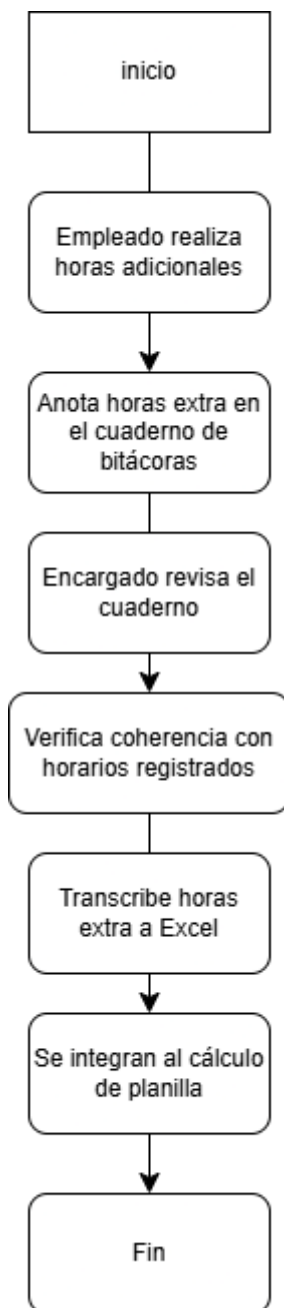 inicio
Empleado realiza
horas adicionales
Anota horas extra en
el cuaderno de
bitácoras
Encargado revisa el
cuaderno
Verifica coherencia con
horarios registrados
Transcribe horas
extra a Excel
Se integran al cálculo
de planilla
Fin